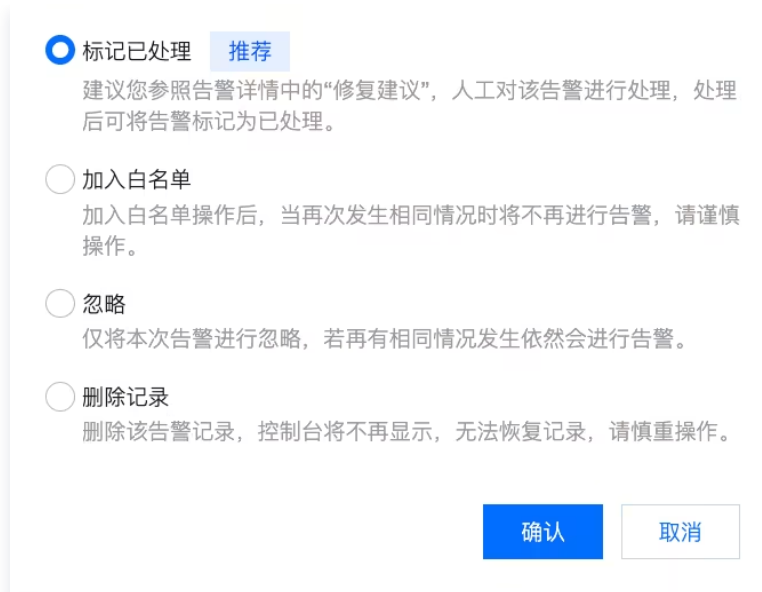 标记已处理 推荐
建议您参照告警详情中的“修复建议”，人工对该告警进行处理，处理
后可将告警标记为已处理。
加入白名单
加入白名单操作后，当再次发生相同情况时将不再进行告警，请谨慎
操作。
忽略
仅将本次告警进行忽略，若再有相同情况发生依然会进行告警。
删除记录
删除该告警记录，控制台将不再显示，无法恢复记录，请慎重操作。
确认 取消